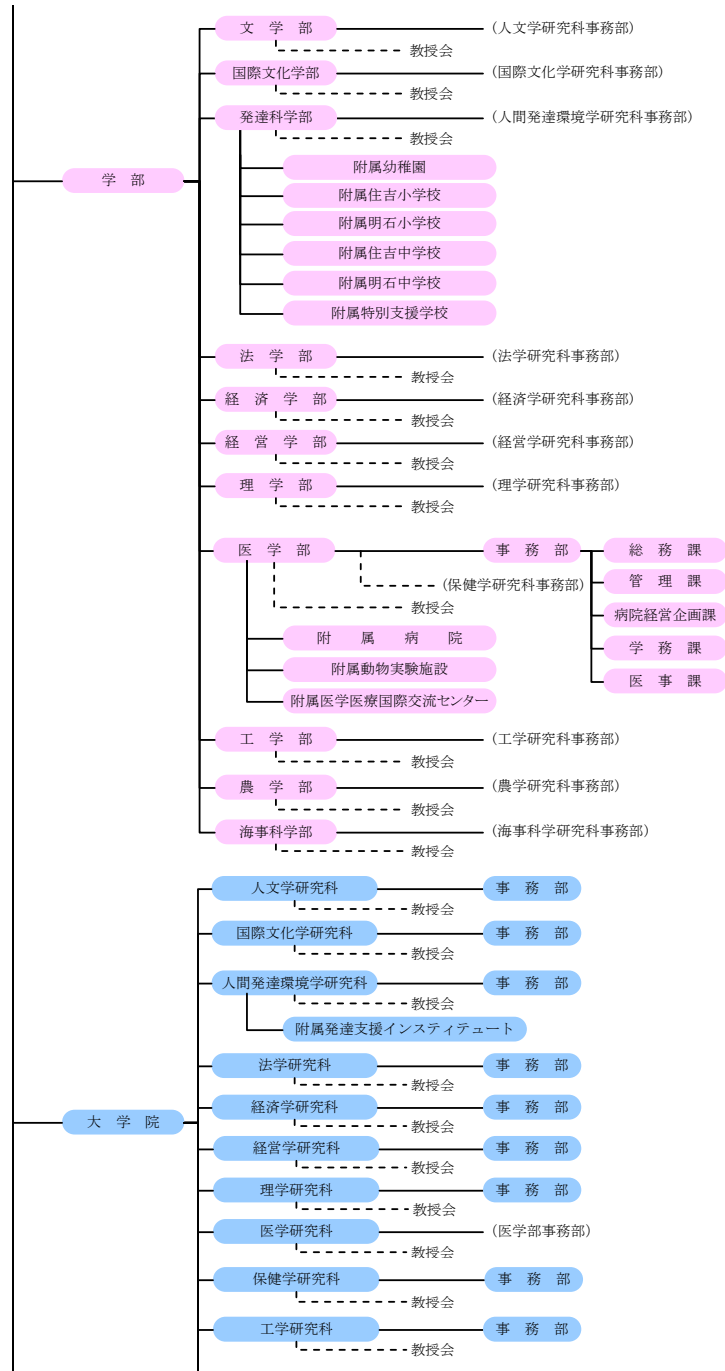 文 学 部 (人文学研究科事務部)
教授会
国際文化学部 (国際文化学研究科事務部)
教授会
発達科学部 (人間発達環境学研究科事務部)
教授会
附属幼稚園
学 部
附属住吉小学校
附属明石小学校
附属住吉中学校
附属明石中学校
附属特別支援学校
法 学 部 (法学研究科事務部)
教授会
経 済 学 部 (経済学研究科事務部)
教授会
経 営 学 部 (経営学研究科事務部)
教授会
理 学 部 (理学研究科事務部)
教授会
医 学 部 事 務 部 総 務 課
管 理 課
(保健学研究科事務部)
教授会
病院経営企画課
附 属 病 院
学 務 課
附属動物実験施設
医 事 課
附属医学医療国際交流センター
工 学 部 (工学研究科事務部)
教授会
農 学 部 (農学研究科事務部)
教授会
海事科学部 (海事科学研究科事務部)
教授会
人文学研究科 事 務 部
教授会
国際文化学研究科 事 務 部
教授会
人間発達環境学研究科 事 務 部
教授会
附属発達支援インスティテュート
法学研究科 事 務 部
教授会
経済学研究科 事 務 部
大 学 院
教授会
経営学研究科 事 務 部
教授会
理学研究科 事 務 部
教授会
医学研究科 (医学部事務部)
教授会
保健学研究科 事 務 部
教授会
工学研究科 事 務 部
教授会